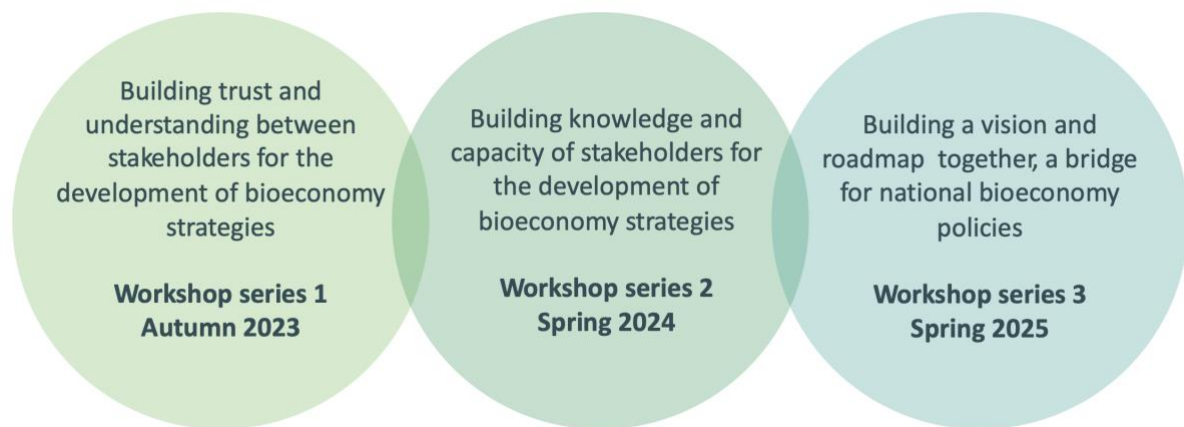 Building trust and
understanding between
stakeholders for the
development of bioeconomy
strategies
Workshop series 1
Autumn 2023
Building knowledge and
capacity of stakeholders for
the development of
bioeconomy strategies
Workshop series 2
Spring 2024
Building a vision and
roadmap together, a bridge
for national bioeconomy
policies
Workshop series 3
Spring 2025